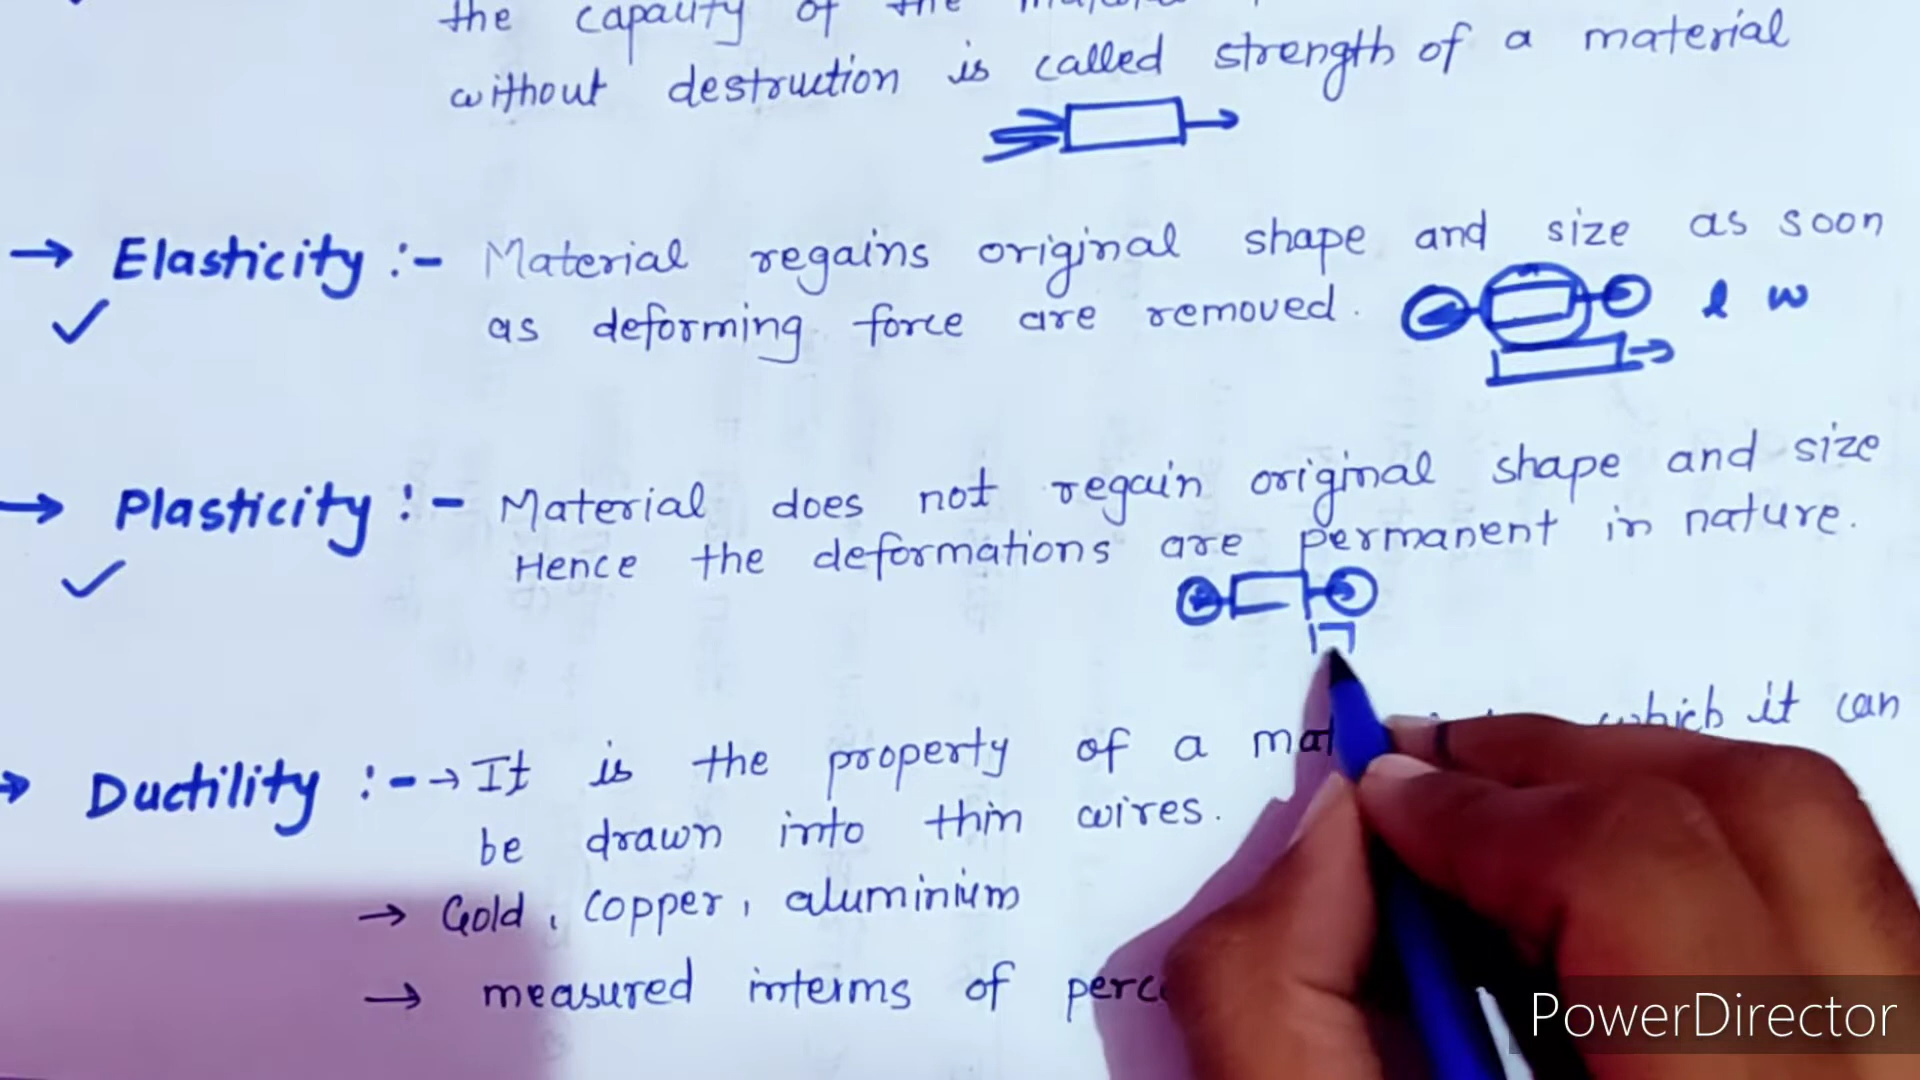 the capacity of the
without destruction is called strength of a material
→ Elasticity :- Material regains original shape and size as soon
as deforming force are removed.
l w
→ Plasticity :- Material does not regain original shape and size
Hence the deformations are permanent in nature.
→ Ductility :- → It is the property of a which it can
be drawn into thin wires.
→ Gold, copper, aluminium
→ measured interms of
PowerDirector